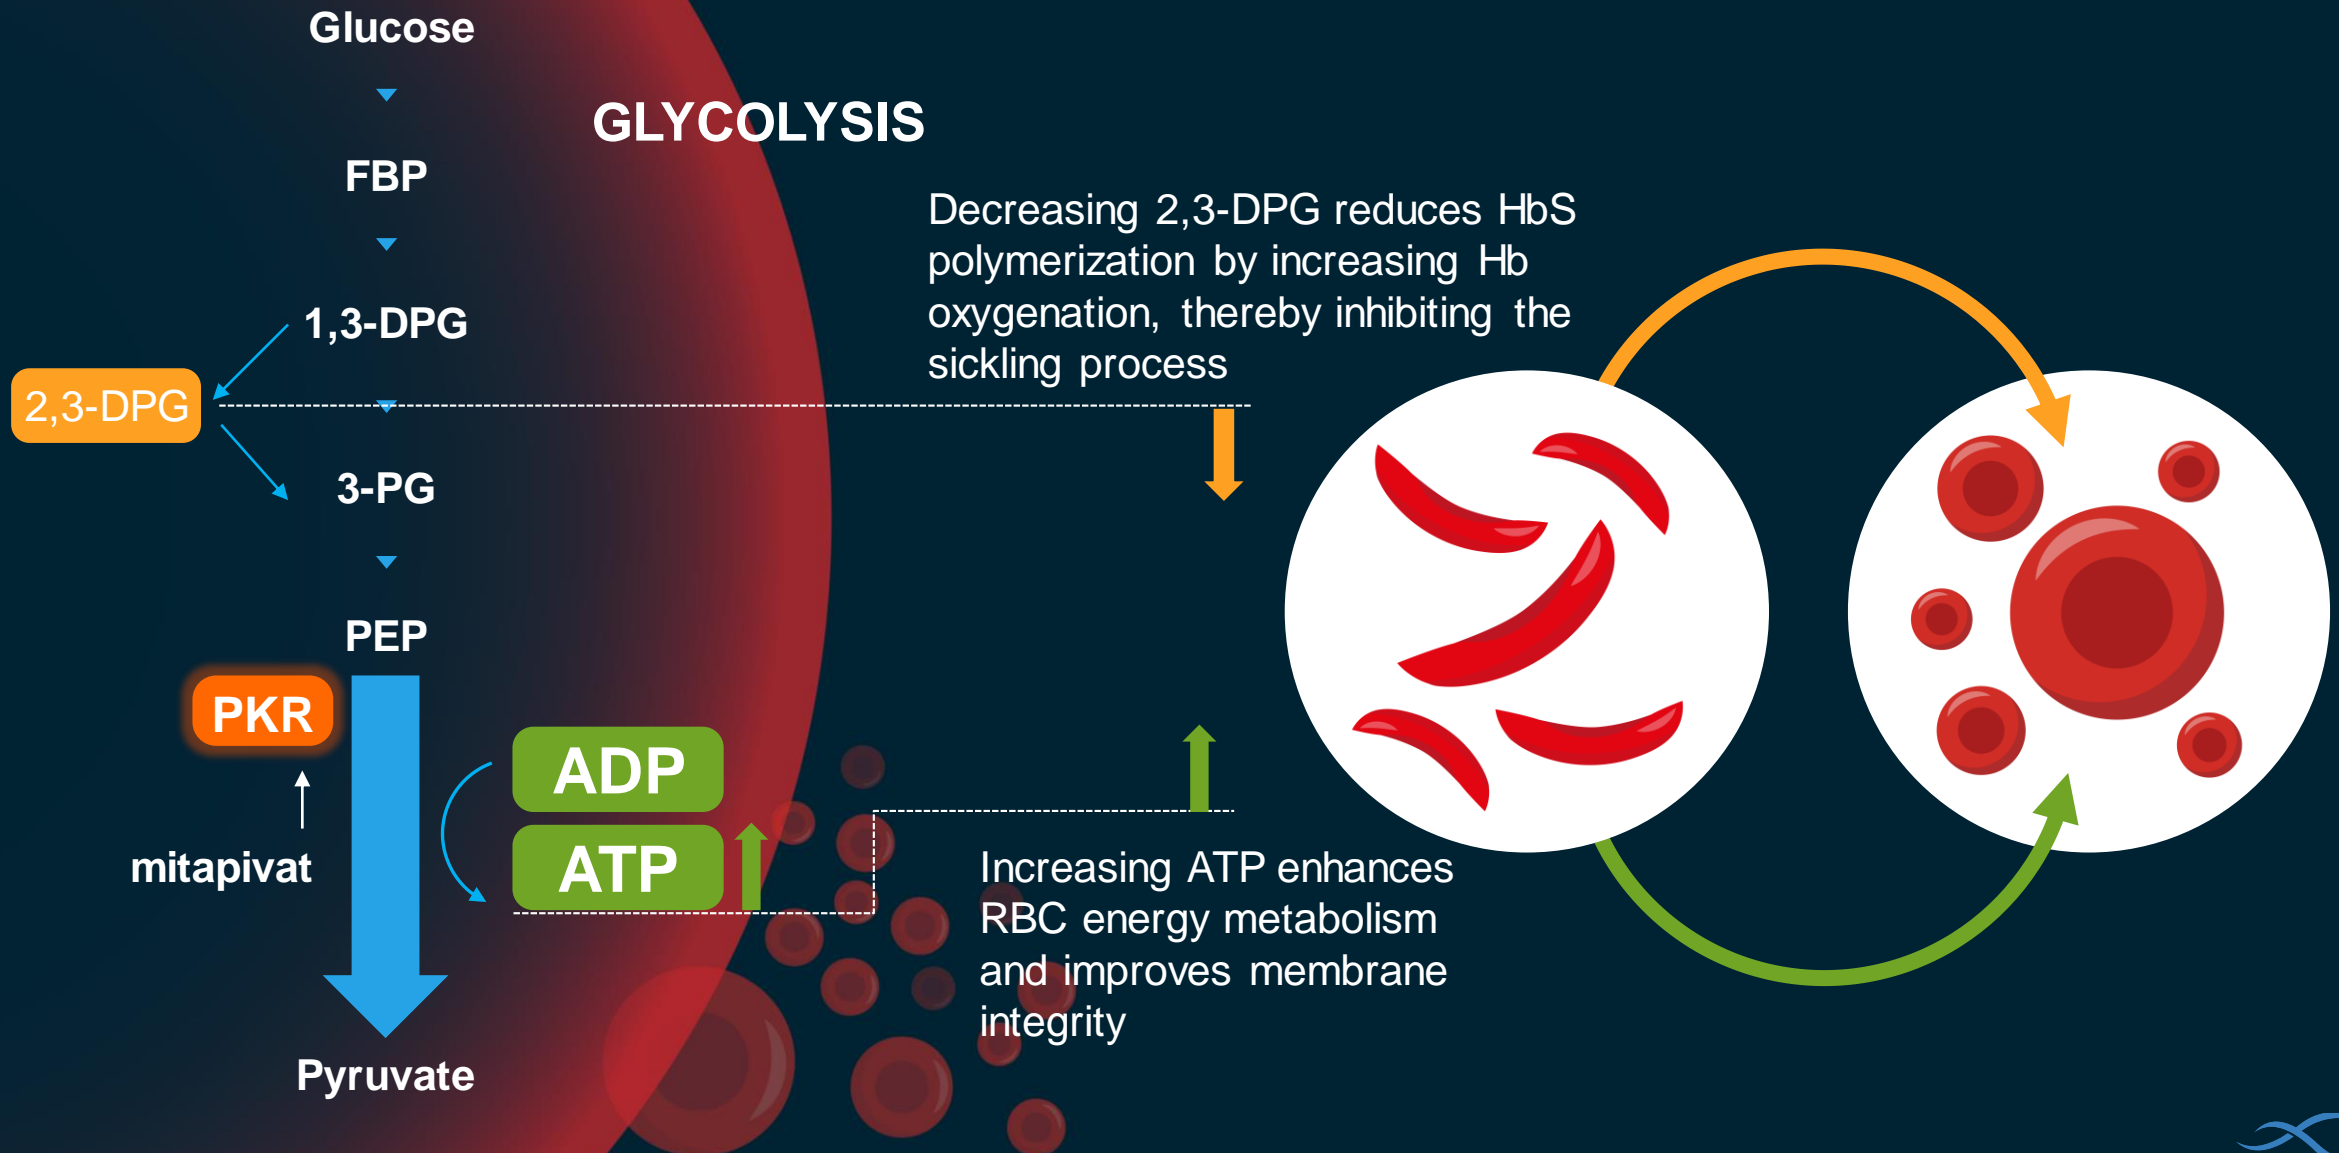 Glucose
GLYCOLYSIS
FBP
Decreasing 2,3-DPG reduces HbS
polymerization by increasing Hb
oxygenation, thereby inhibiting the
sickling process
1,3-DPG
2,3-DPG
3-PG
PEP
PKR
ADP
ATP
mitapivat
Increasing ATP enhances
RBC energy metabolism
and improves membrane
integrity
Pyruvate